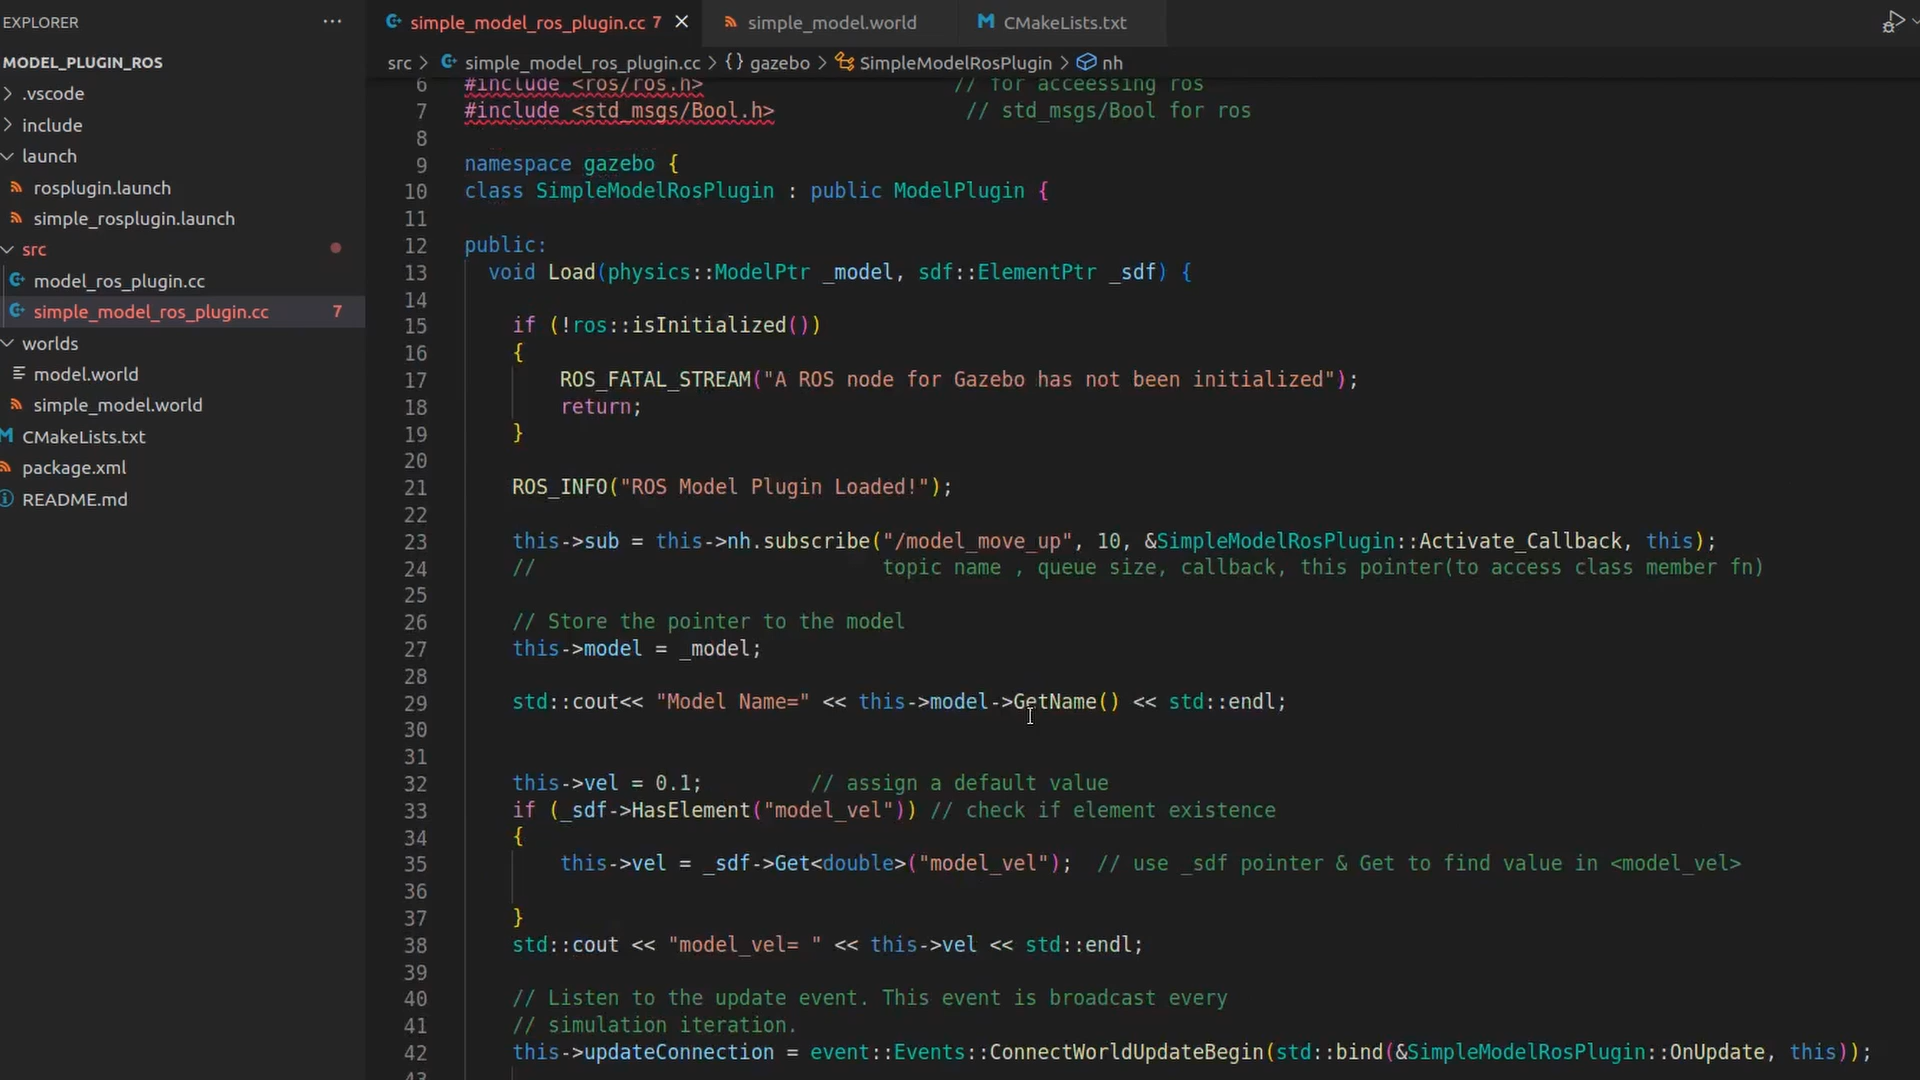 EXPLORER
MODEL_PLUGIN_ROS
.vscode
include
launch
rosplugin.launch
simple_rosplugin.launch
src
model_ros_plugin.cc
simple_model_ros_plugin.cc 7
worlds
model.world
simple_model.world
CMakeLists.txt
package.xml
README.md
simple_model_ros_plugin.cc 7 simple_model.world CMakeLists.txt
src > simple_model_ros_plugin.cc > {} gazebo > SimpleModelRosPlugin > nh
6 #include <ros/ros.h> // for acceessing ros
7 #include <std_msgs/Bool.h> // std_msgs/Bool for ros
8
9 namespace gazebo {
10 class SimpleModelRosPlugin : public ModelPlugin {
11
12 public:
13 void Load(physics::ModelPtr _model, sdf::ElementPtr _sdf) {
14
15 if (!ros::isInitialized())
16 {
17 ROS_FATAL_STREAM("A ROS node for Gazebo has not been initialized");
18 return;
19 }
20
21 ROS_INFO("ROS Model Plugin Loaded!");
22
23 this->sub = this->nh.subscribe("/model_move_up", 10, &SimpleModelRosPlugin::Activate_Callback, this);
24 // topic name , queue size, callback, this pointer(to access class member fn)
25
26 // Store the pointer to the model
27 this->model = _model;
28
29 std::cout<< "Model Name=" << this->model->GetName() << std::endl;
30
31
32 this->vel = 0.1; // assign a default value
33 if (_sdf->HasElement("model_vel")) // check if element existence
34 {
35 this->vel = _sdf->Get<double>("model_vel"); // use _sdf pointer & Get to find value in <model_vel>
36
37 }
38 std::cout << "model_vel= " << this->vel << std::endl;
39
40 // Listen to the update event. This event is broadcast every
41 // simulation iteration.
42 this->updateConnection = event::Events::ConnectWorldUpdateBegin(std::bind(&SimpleModelRosPlugin::OnUpdate, this));
43